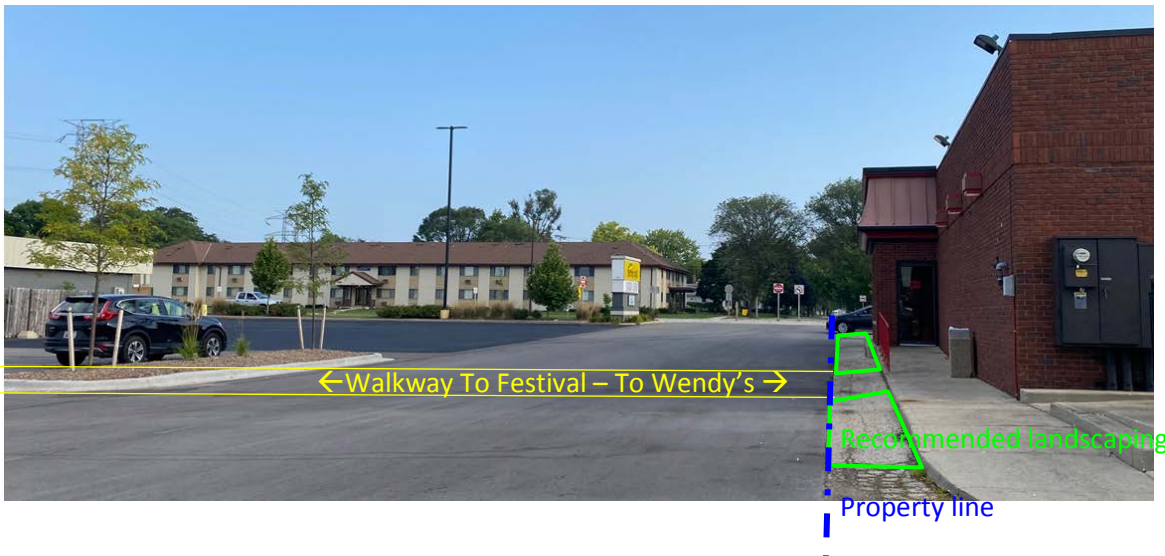 ←Walkway To Festival – To Wendy’s →
Recommended landscaping
Property line